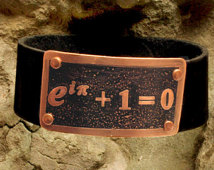 e^{iπ} + 1 = 0